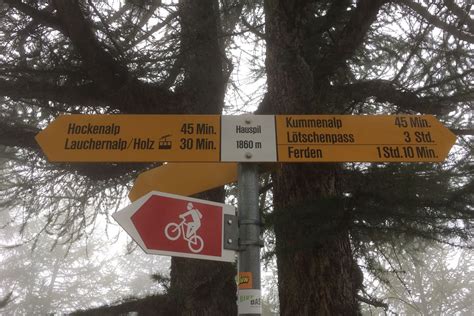 Hockenalp 45 Min.
Lauchernalp/Holz 30 Min.
Hauspil
1860 m
Kummenalp 45 Min.
Lötschenpass 3 Std.
Ferden 1 Std.10 Min.